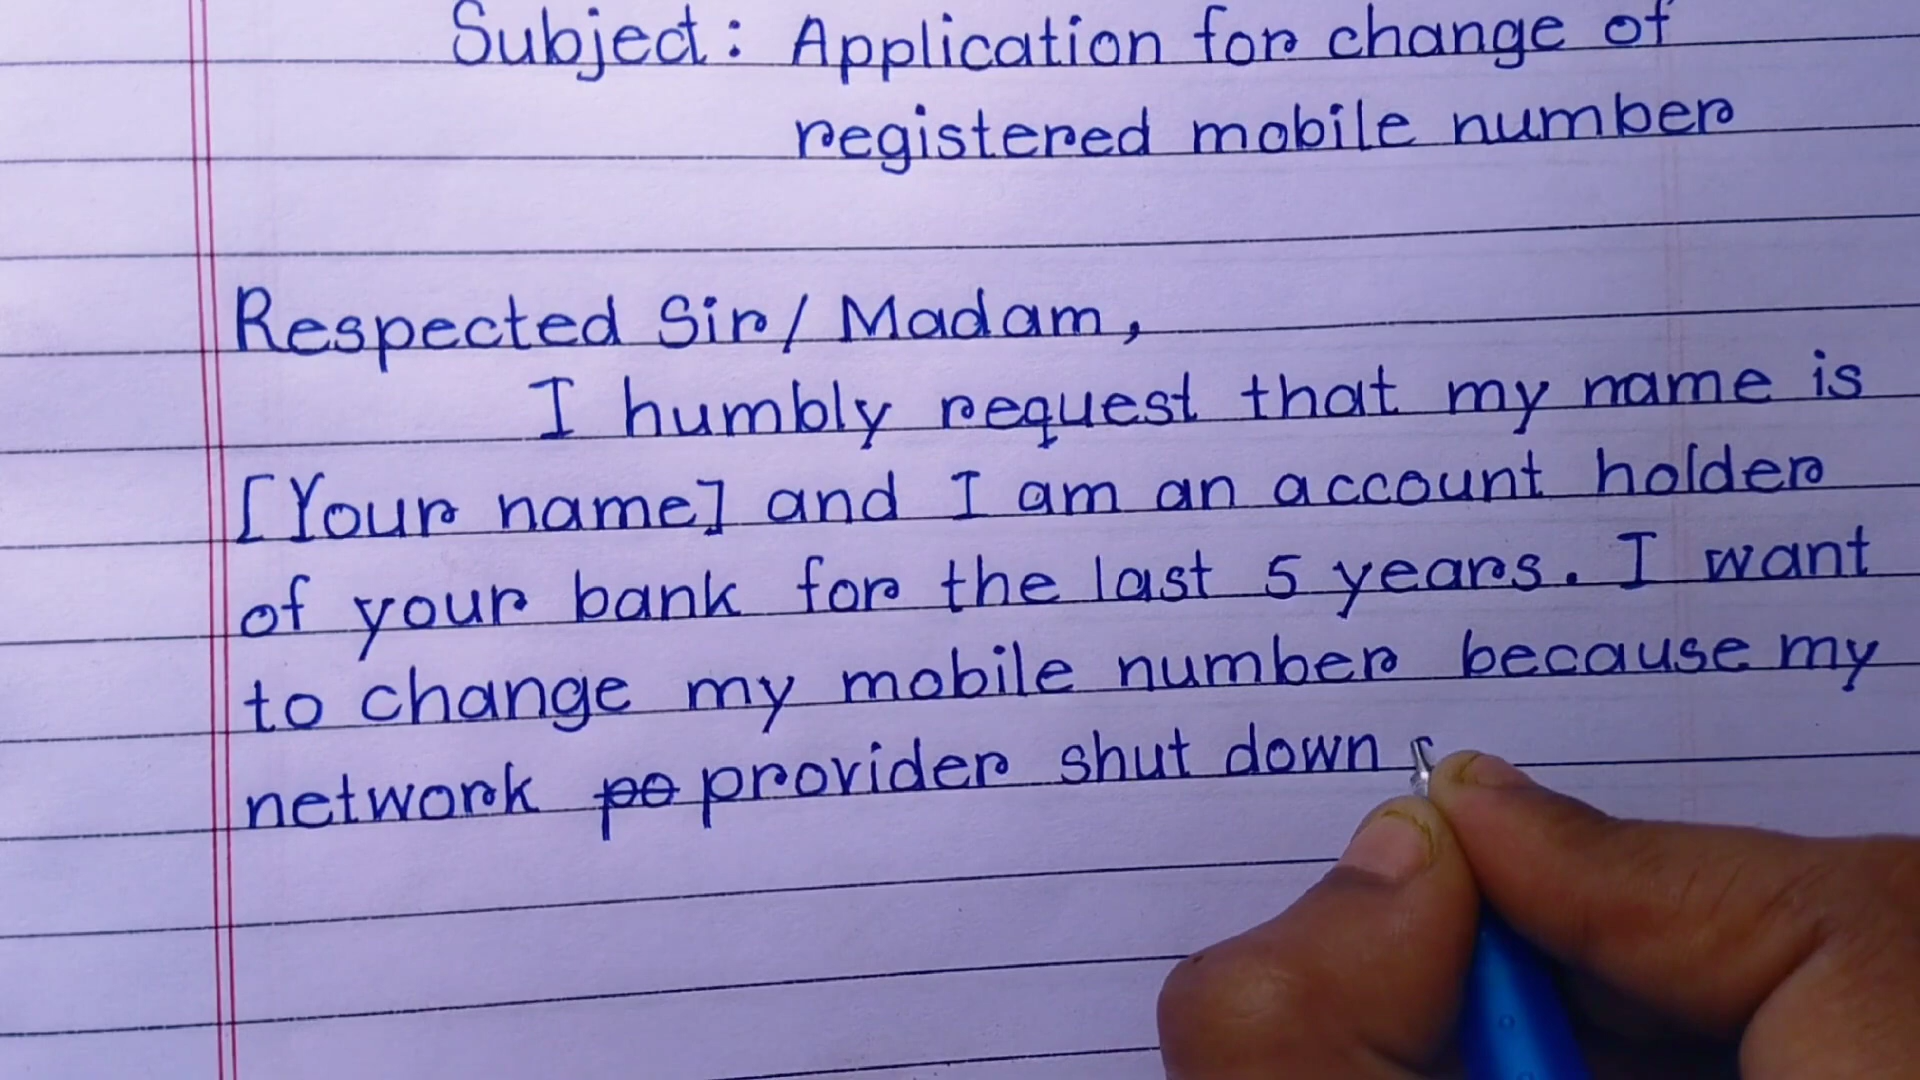 Subject: Application for change of
registered mobile number
Respected Sir/Madam,
I humbly request that my name is
[Your name] and I am an account holder
of your bank for the last 5 years. I want
to change my mobile number because my
network po provider shut down